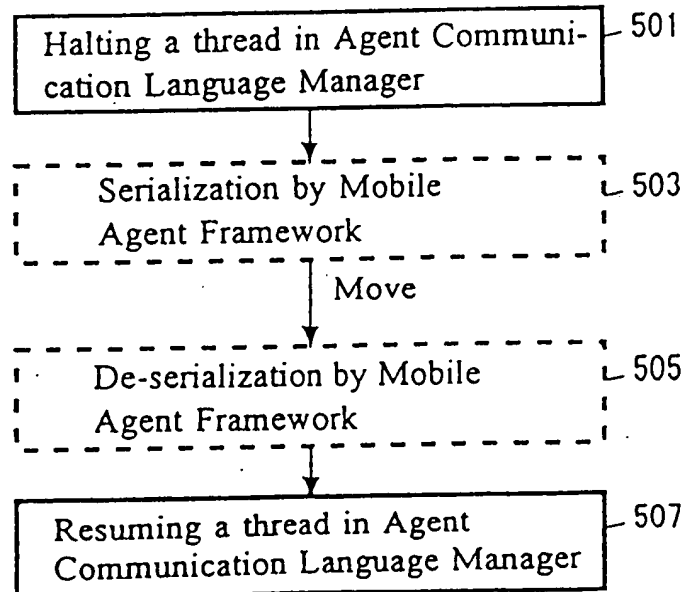 Halting a thread in Agent Communi-
cation Language Manager
501
Serialization by Mobile
Agent Framework
503
Move
De-serialization by Mobile
Agent Framework
505
Resuming a thread in Agent
Communication Language Manager
507